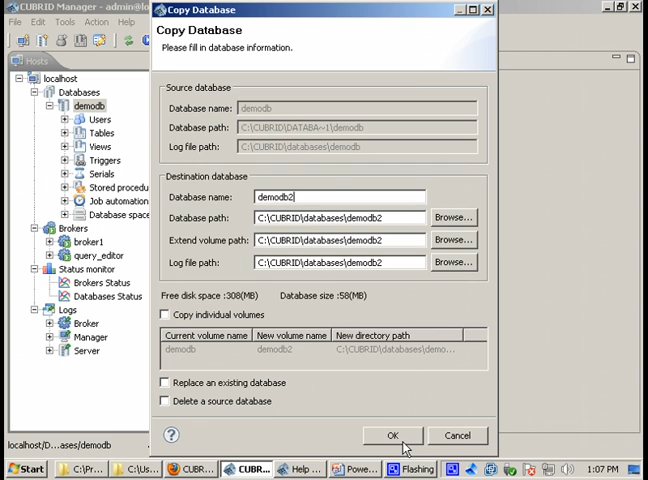 CUBRID Manager - admin@lo
File Edit Tools Action
Hosts
localhost
Databases
demodb
Users
Tables
Views
Triggers
Serials
Stored procedu
Job automation
Database space
Brokers
broker1
query_editor
Status monitor
Brokers Status
Databases Status
Logs
Broker
Manager
Server
localhost/D...ases/demodb
Copy Database
Copy Database
Please fill in database information.
Source database
Database name: demodb
Database path: C:\CUBRID\DATABA~1\demodb
Log file path: C:\CUBRID\databases\demodb
Destination database
Database name: demodb2
Database path: C:\CUBRID\databases\demodb2 Browse...
Extend volume path: C:\CUBRID\databases\demodb2 Browse...
Log file path: C:\CUBRID\databases\demodb2 Browse...
Free disk space :308(MB) Database size :58(MB)
Copy individual volumes
Current volume name New volume name New directory path
demodb demodb2 C:\CUBRID\databases\demo...
Replace an existing database
Delete a source database
OK Cancel
Start C:\Pr... C:\Us... CUBR... CUBR... Help ... Powe... Flashing 1:07 PM